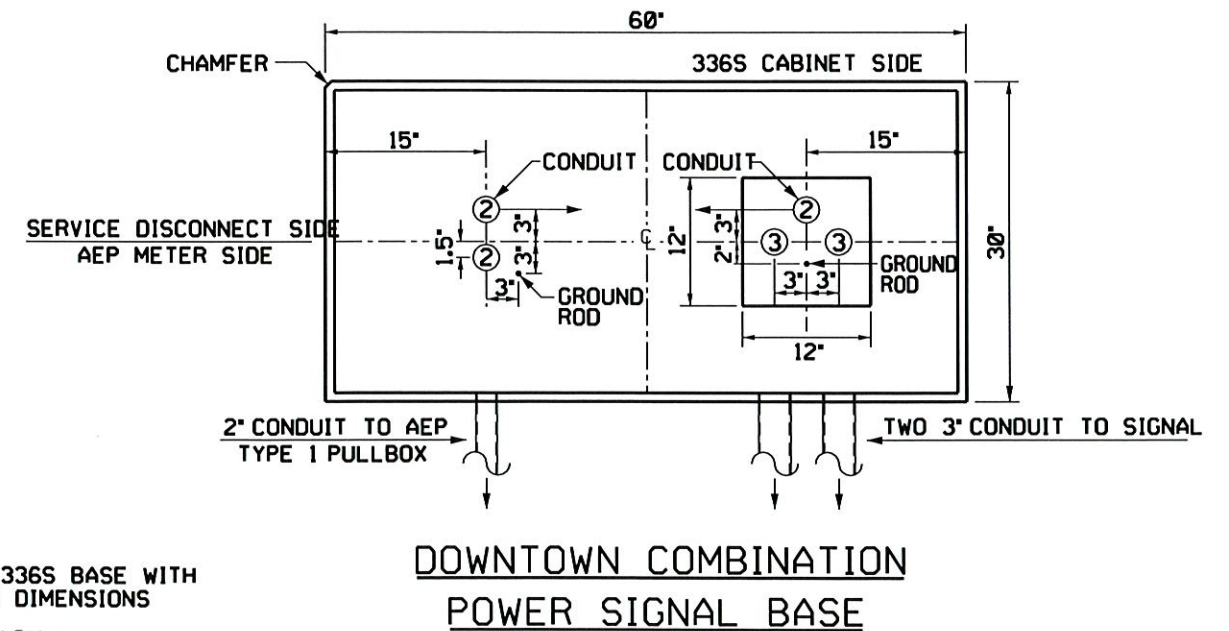 60"
CHAMFER
336S CABINET SIDE
15"
15"
CONDUIT
CONDUIT
2
2
3"
12"
3"
SERVICE DISCONNECT SIDE
AEP METER SIDE
1.5"
2
3"
3"
GROUND
ROD
CL
3
3
2"
3"
3"
GROUND
ROD
30"
12"
2" CONDUIT TO AEP
TYPE 1 PULLBOX
TWO 3" CONDUIT TO SIGNAL
DOWNTOWN COMBINATION
POWER SIGNAL BASE
336S BASE WITH
DIMENSIONS